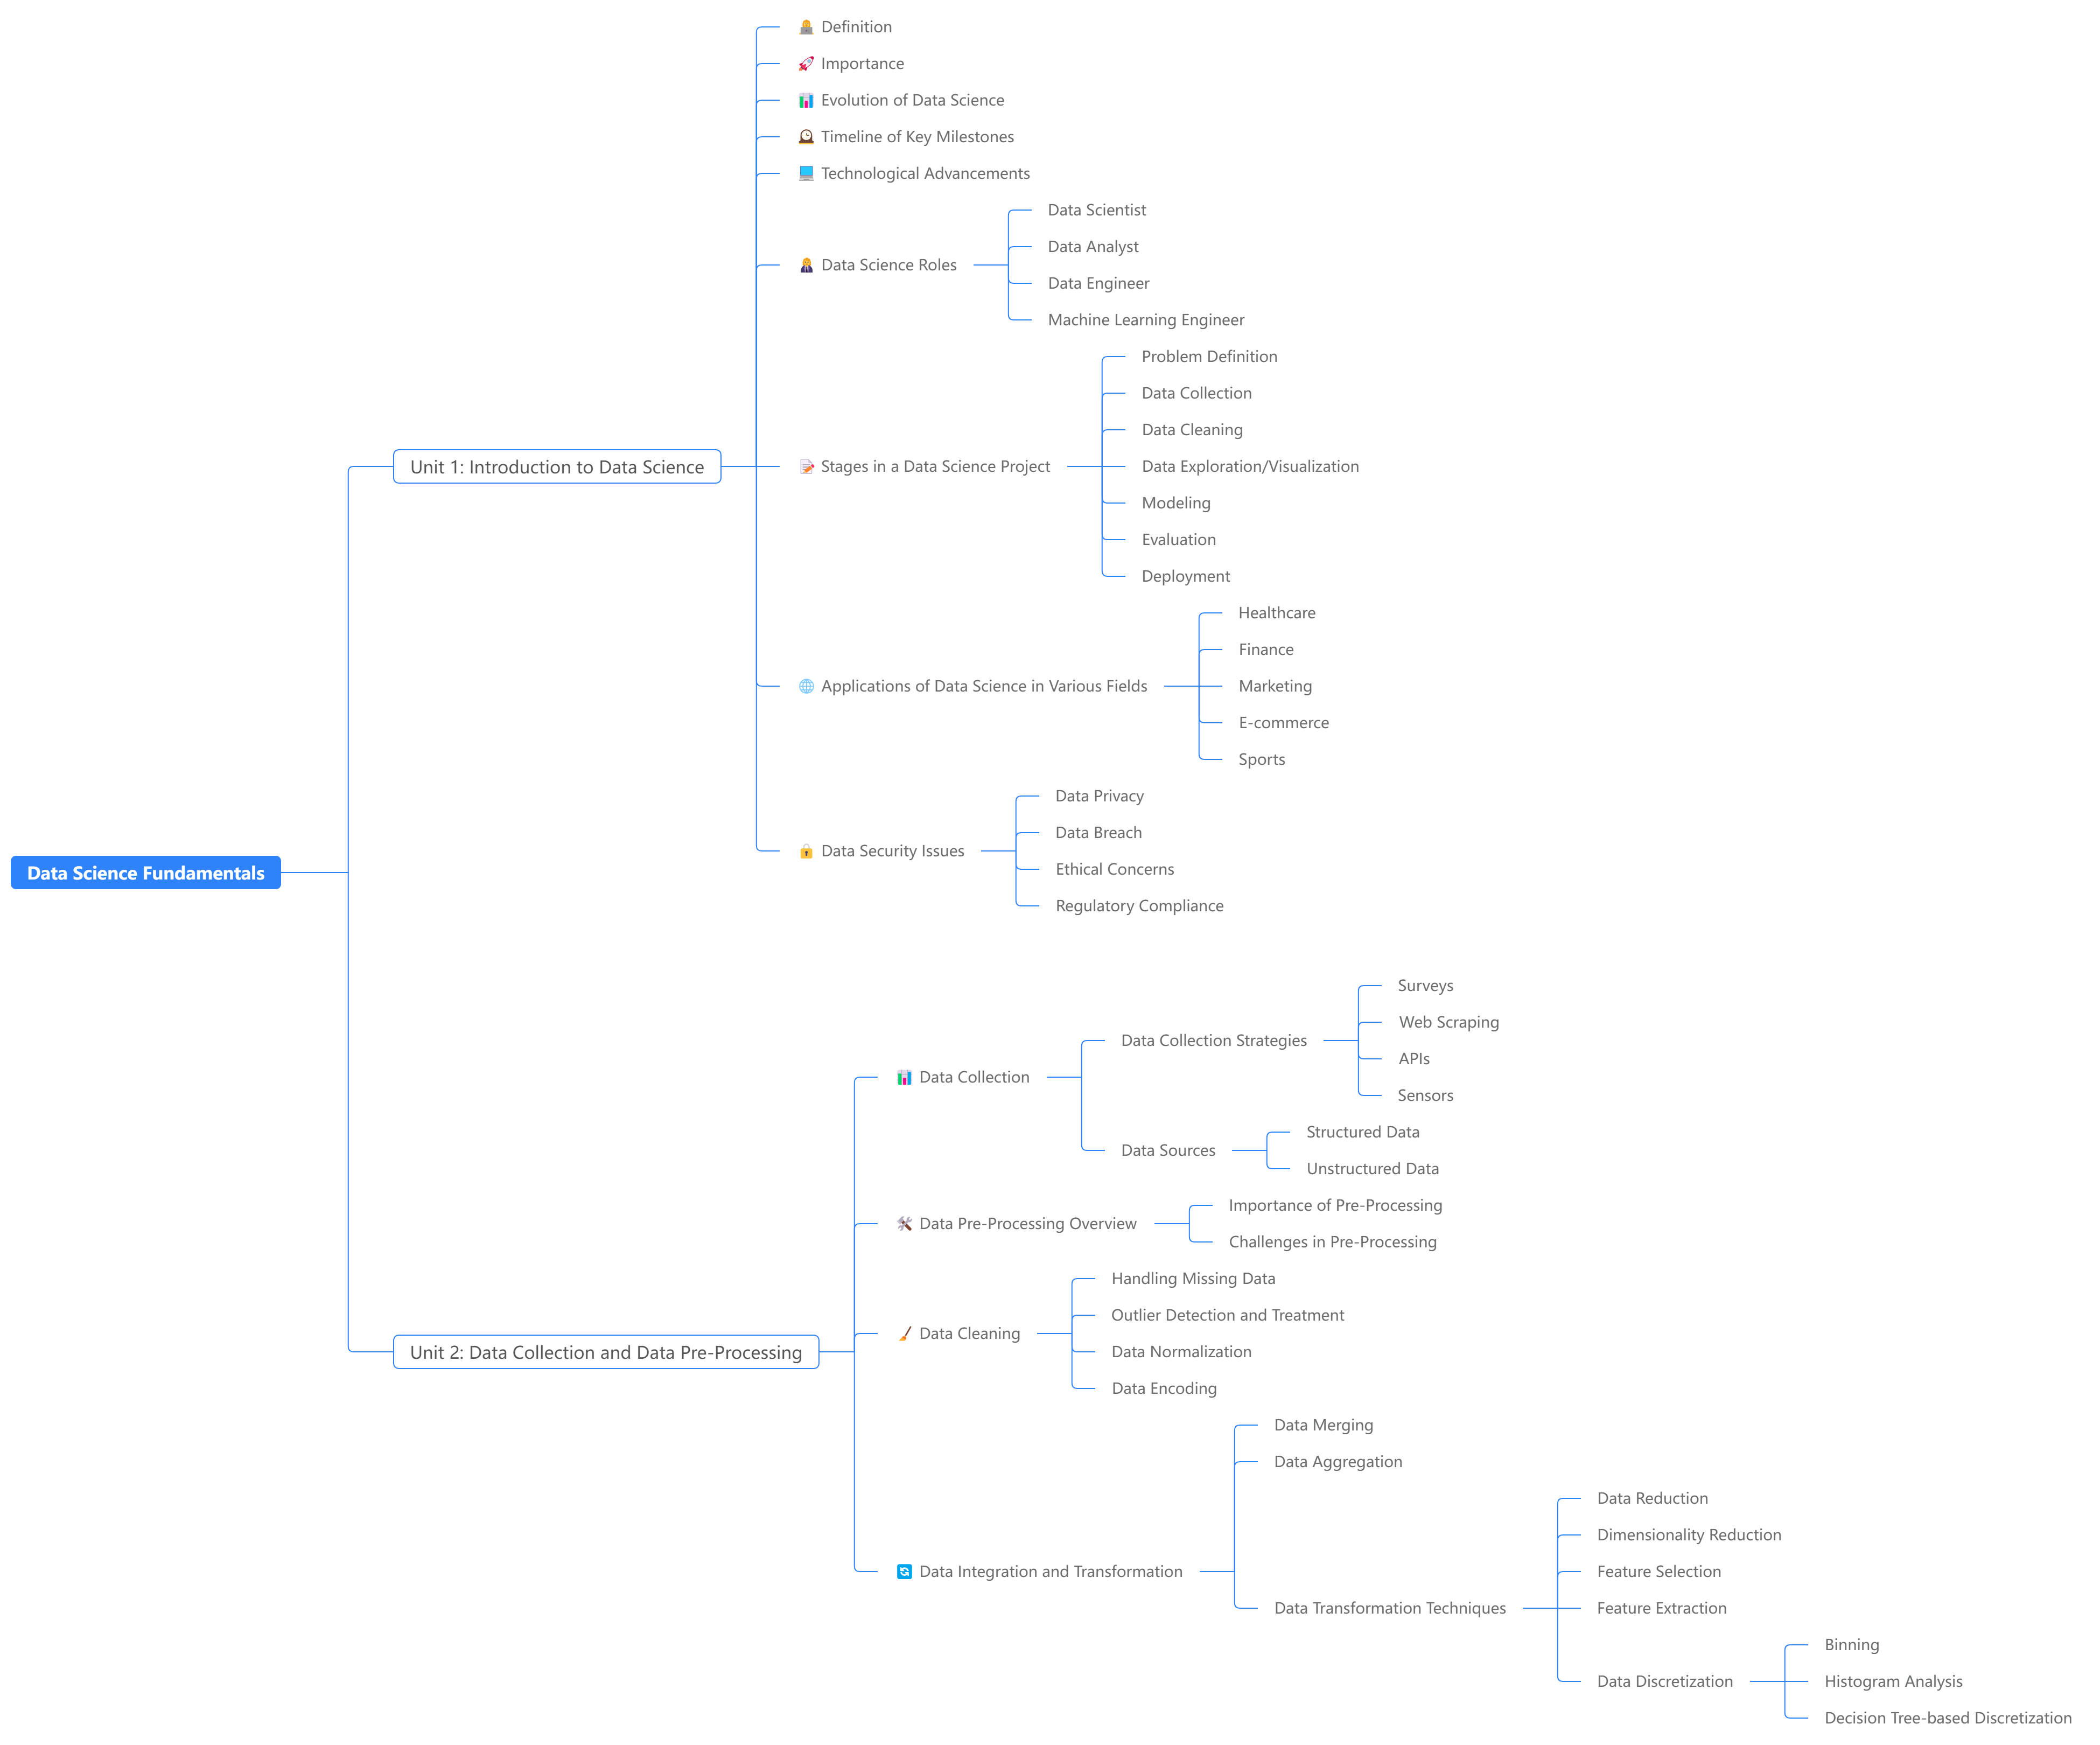 Data Science Fundamentals
Unit 1: Introduction to Data Science
Definition
Importance
Evolution of Data Science
Timeline of Key Milestones
Technological Advancements
Data Science Roles
Data Scientist
Data Analyst
Data Engineer
Machine Learning Engineer
Stages in a Data Science Project
Problem Definition
Data Collection
Data Cleaning
Data Exploration/Visualization
Modeling
Evaluation
Deployment
Applications of Data Science in Various Fields
Healthcare
Finance
Marketing
E-commerce
Sports
Data Security Issues
Data Privacy
Data Breach
Ethical Concerns
Regulatory Compliance
Unit 2: Data Collection and Data Pre-Processing
Data Collection
Data Collection Strategies
Surveys
Web Scraping
APIs
Sensors
Data Sources
Structured Data
Unstructured Data
Data Pre-Processing Overview
Importance of Pre-Processing
Challenges in Pre-Processing
Data Cleaning
Handling Missing Data
Outlier Detection and Treatment
Data Normalization
Data Encoding
Data Integration and Transformation
Data Merging
Data Aggregation
Data Transformation Techniques
Data Reduction
Dimensionality Reduction
Feature Selection
Feature Extraction
Data Discretization
Binning
Histogram Analysis
Decision Tree-based Discretization